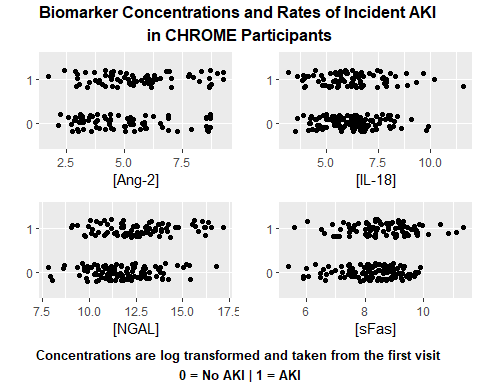 Biomarker Concentrations and Rates of Incident AKI
in CHROME Participants
1
0
2.5 5.0 7.5
[Ang-2]
1
0
5.0 7.5 10.0
[IL-18]
1
0
7.5 10.0 12.5 15.0 17.5
[NGAL]
1
0
6 8 10
[sFas]
Concentrations are log transformed and taken from the first visit
0 = No AKI | 1 = AKI